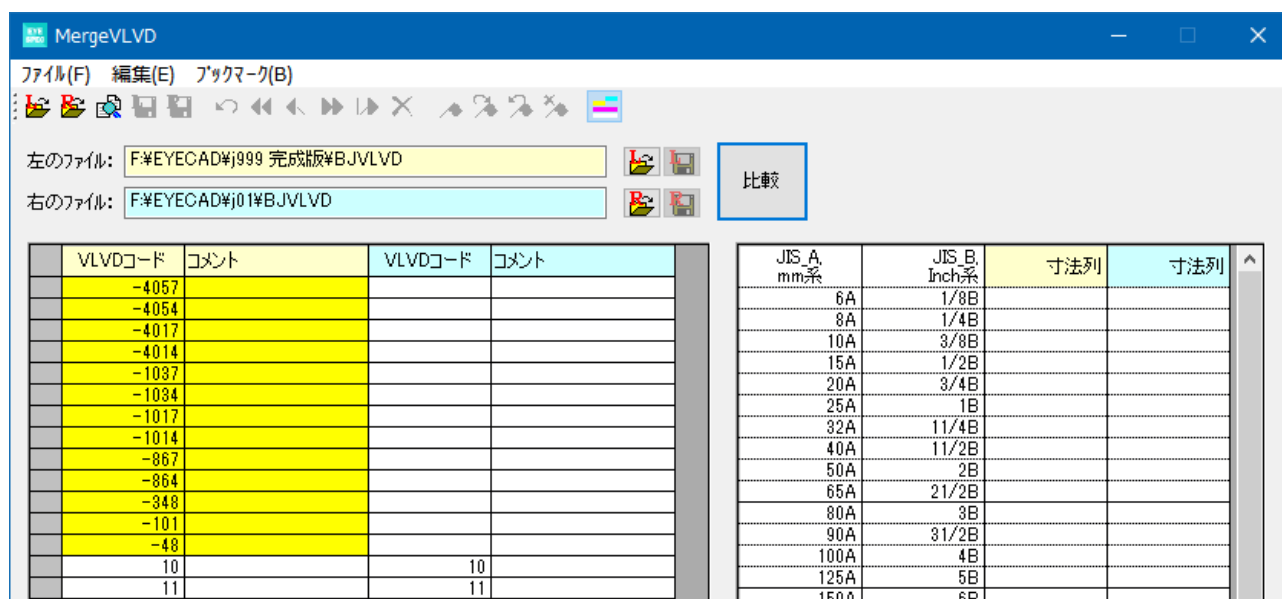 MergeVLVD
ﾌｧｲﾙ(F) 編集(E) ﾌﾞｯｸﾏｰｸ(B)
左のﾌｧｲﾙ: F:¥EYECAD¥j999 完成版¥BJVLVD
右のﾌｧｲﾙ: F:¥EYECAD¥j01¥BJVLVD
比較
VLVDｺｰﾄﾞ ｺﾒﾝﾄ VLVDｺｰﾄﾞ ｺﾒﾝﾄ
-4057
-4054
-4017
-4014
-1037
-1034
-1017
-1014
-867
-864
-348
-101
-48
10 10
11 11
JIS_A, JIS_B, 寸法列 寸法列
mm系 Inch系
6A 1/8B
8A 1/4B
10A 3/8B
15A 1/2B
20A 3/4B
25A 1B
32A 11/4B
40A 11/2B
50A 2B
65A 21/2B
80A 3B
90A 31/2B
100A 4B
125A 5B
150A 6B